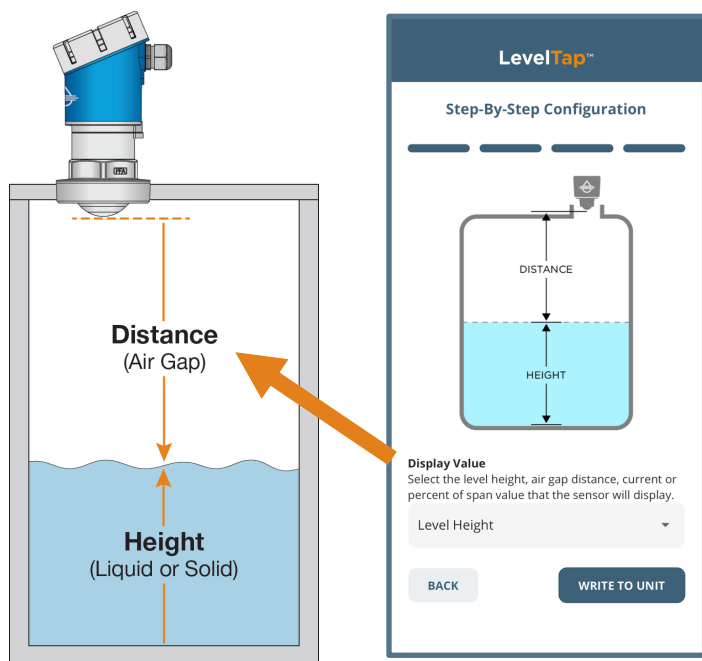 PFA
Distance
(Air Gap)
Height
(Liquid or Solid)
LevelTap™
Step-By-Step Configuration
DISTANCE
HEIGHT
Display Value
Select the level height, air gap distance, current or
percent of span value that the sensor will display.
Level Height
BACK
WRITE TO UNIT